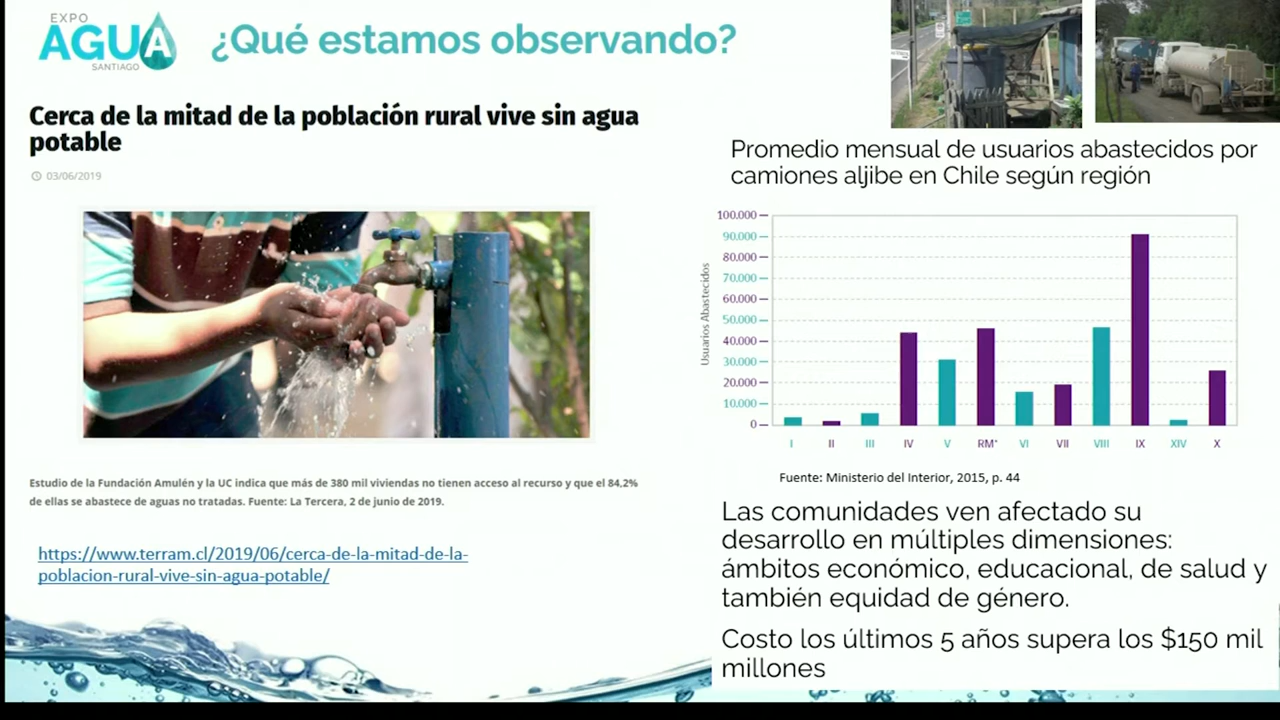 EXPO
AGUA
SANTIAGO
¿Qué estamos observando?
Cerca de la mitad de la población rural vive sin agua
potable
03/06/2019
Estudio de la Fundación Amulén y la UC indica que más de 380 mil viviendas no tienen acceso al recurso y que el 84,2%
de ellas se abastece de aguas no tratadas. Fuente: La Tercera, 2 de junio de 2019.
https://www.terram.cl/2019/06/cerca-de-la-mitad-de-la-
poblacion-rural-vive-sin-agua-potable/
Promedio mensual de usuarios abastecidos por
camiones aljibe en Chile según región
Usuarios Abastecidos
100.000
90.000
80.000
70.000
60.000
50.000
40.000
30.000
20.000
10.000
0
I II III IV V RM* VI VII VIII IX XIV X
Fuente: Ministerio del Interior, 2015, p. 44
Las comunidades ven afectado su
desarrollo en múltiples dimensiones:
ámbitos económico, educacional, de salud y
también equidad de género.
Costo los últimos 5 años supera los $150 mil
millones